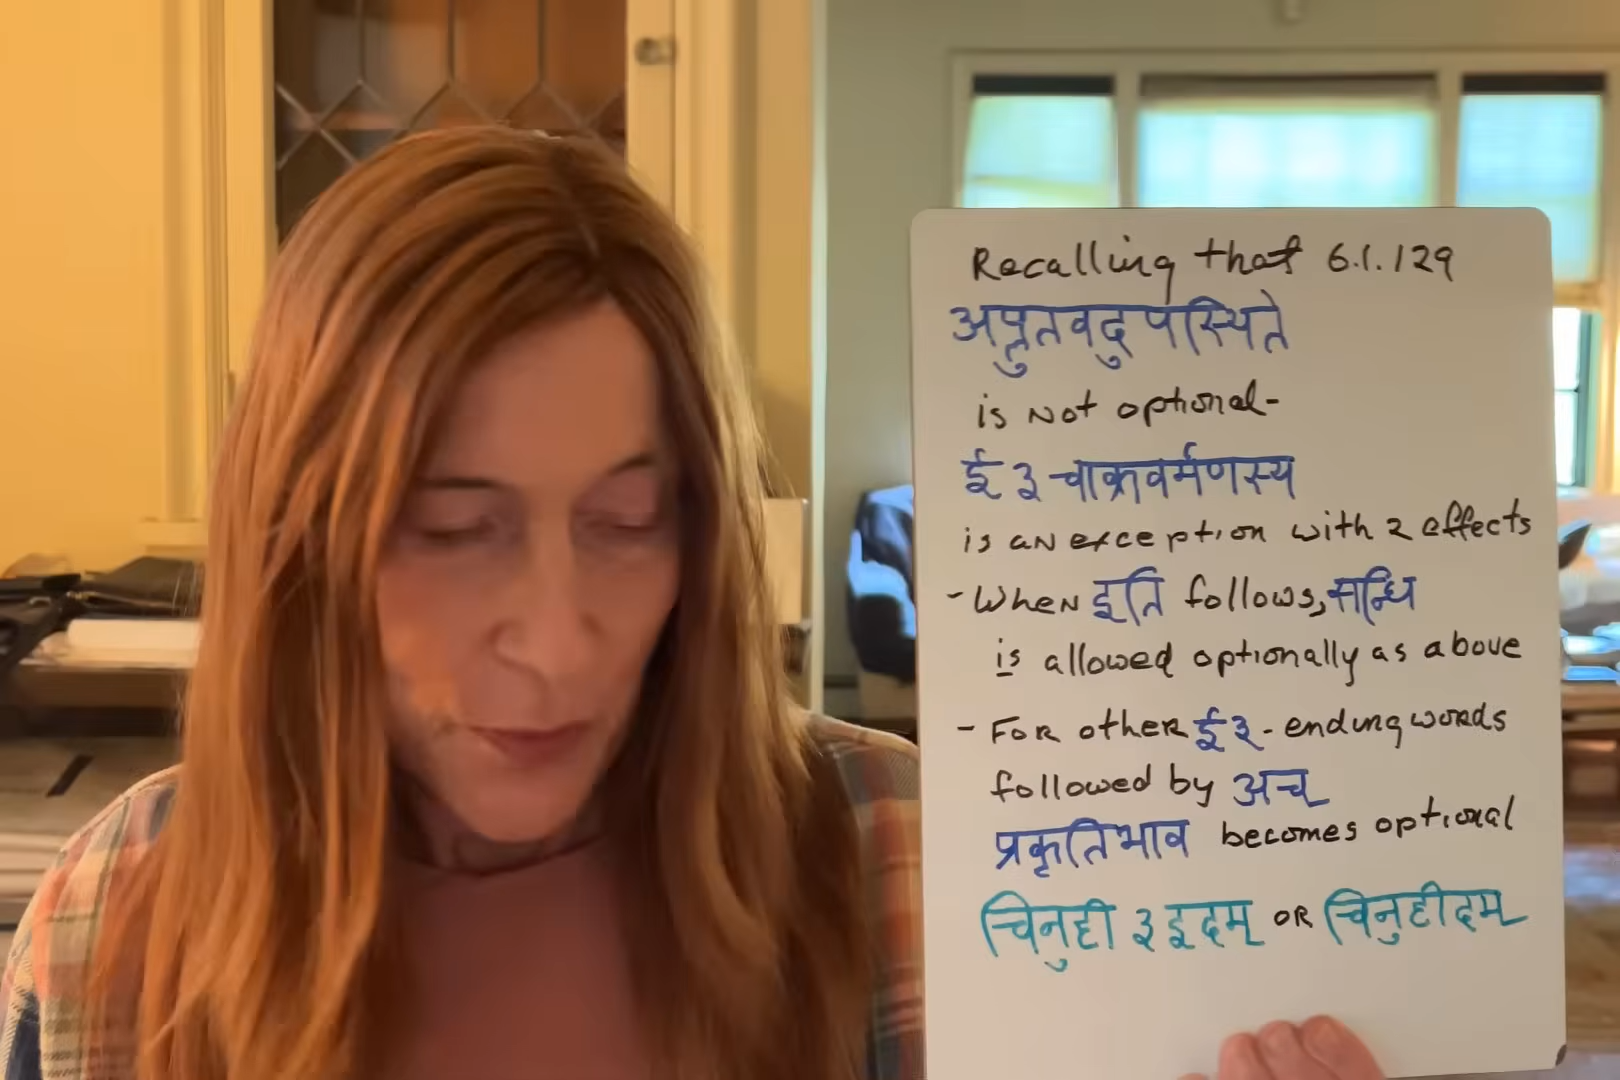 Recalling that 6.1.129
अप्लुतवदुपस्थिते
is not optional-
ई ३ चाक्रवर्मणस्य
is an exception with 2 effects
- When इति follows, सन्धि
is allowed optionally as above
- For other ई ३ - ending words
followed by अच्
प्रकृतिभाव becomes optional
चिनुही ३ इदम् OR चिनुहीदम्